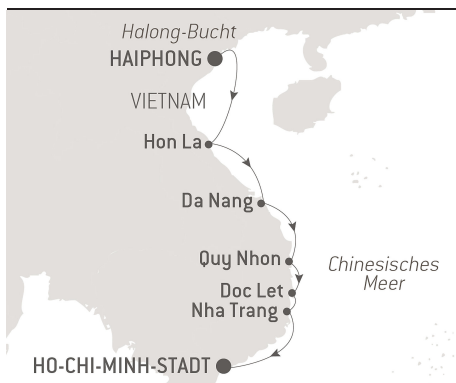 Halong-Bucht
HAIPHONG
VIETNAM
Hon La
Da Nang
Quy Nhon
Chinesisches
Meer
Doc Let
Nha Trang
HO-CHI-MINH-STADT